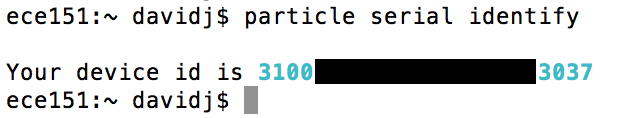 ece151:~ davidj$ particle serial identify
Your device id is 3100 3037
ece151:~ davidj$